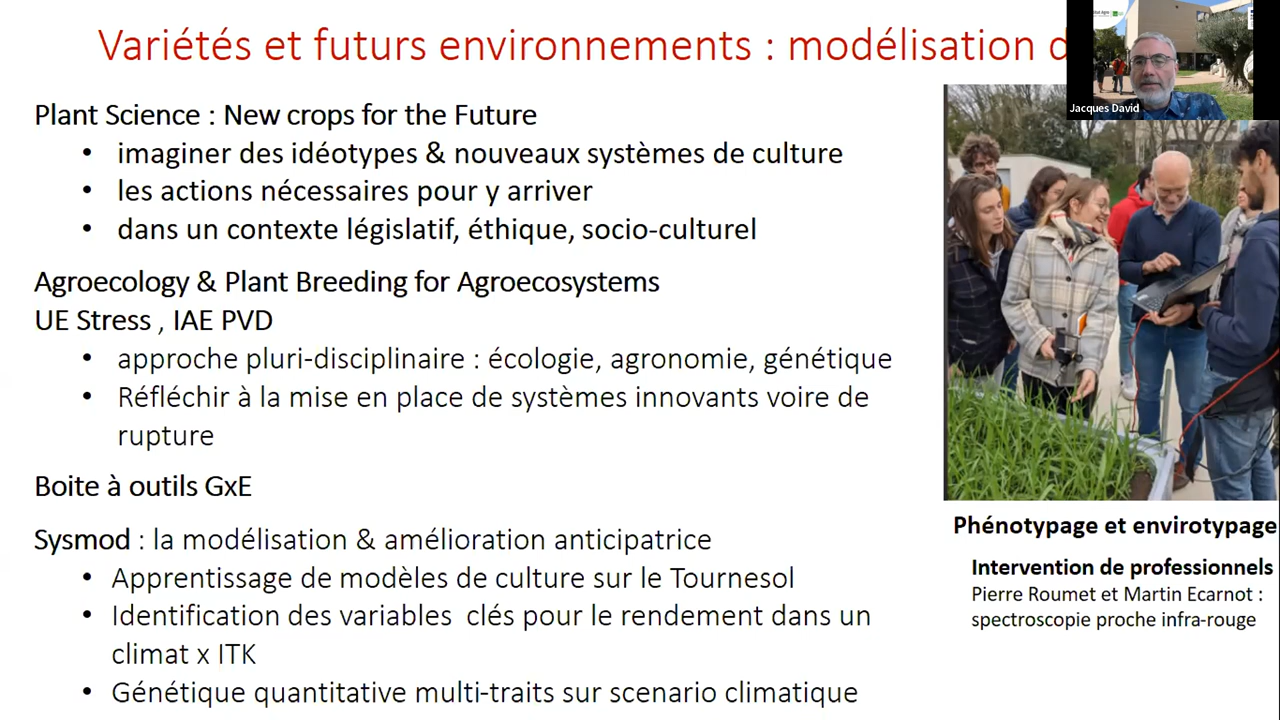 Variétés et futurs environnements : modélisation d
Jacques David
Plant Science : New crops for the Future
• imaginer des idéotypes & nouveaux systèmes de culture
• les actions nécessaires pour y arriver
• dans un contexte législatif, éthique, socio-culturel
Agroecology & Plant Breeding for Agroecosystems
UE Stress , IAE PVD
• approche pluri-disciplinaire : écologie, agronomie, génétique
• Réfléchir à la mise en place de systèmes innovants voire de
rupture
Boite à outils GxE
Sysmod : la modélisation & amélioration anticipatrice
• Apprentissage de modèles de culture sur le Tournesol
• Identification des variables clés pour le rendement dans un
climat x ITK
• Génétique quantitative multi-traits sur scenario climatique
Phénotypage et envirotypage
Intervention de professionnels
Pierre Roumet et Martin Ecarnot :
spectroscopie proche infra-rouge